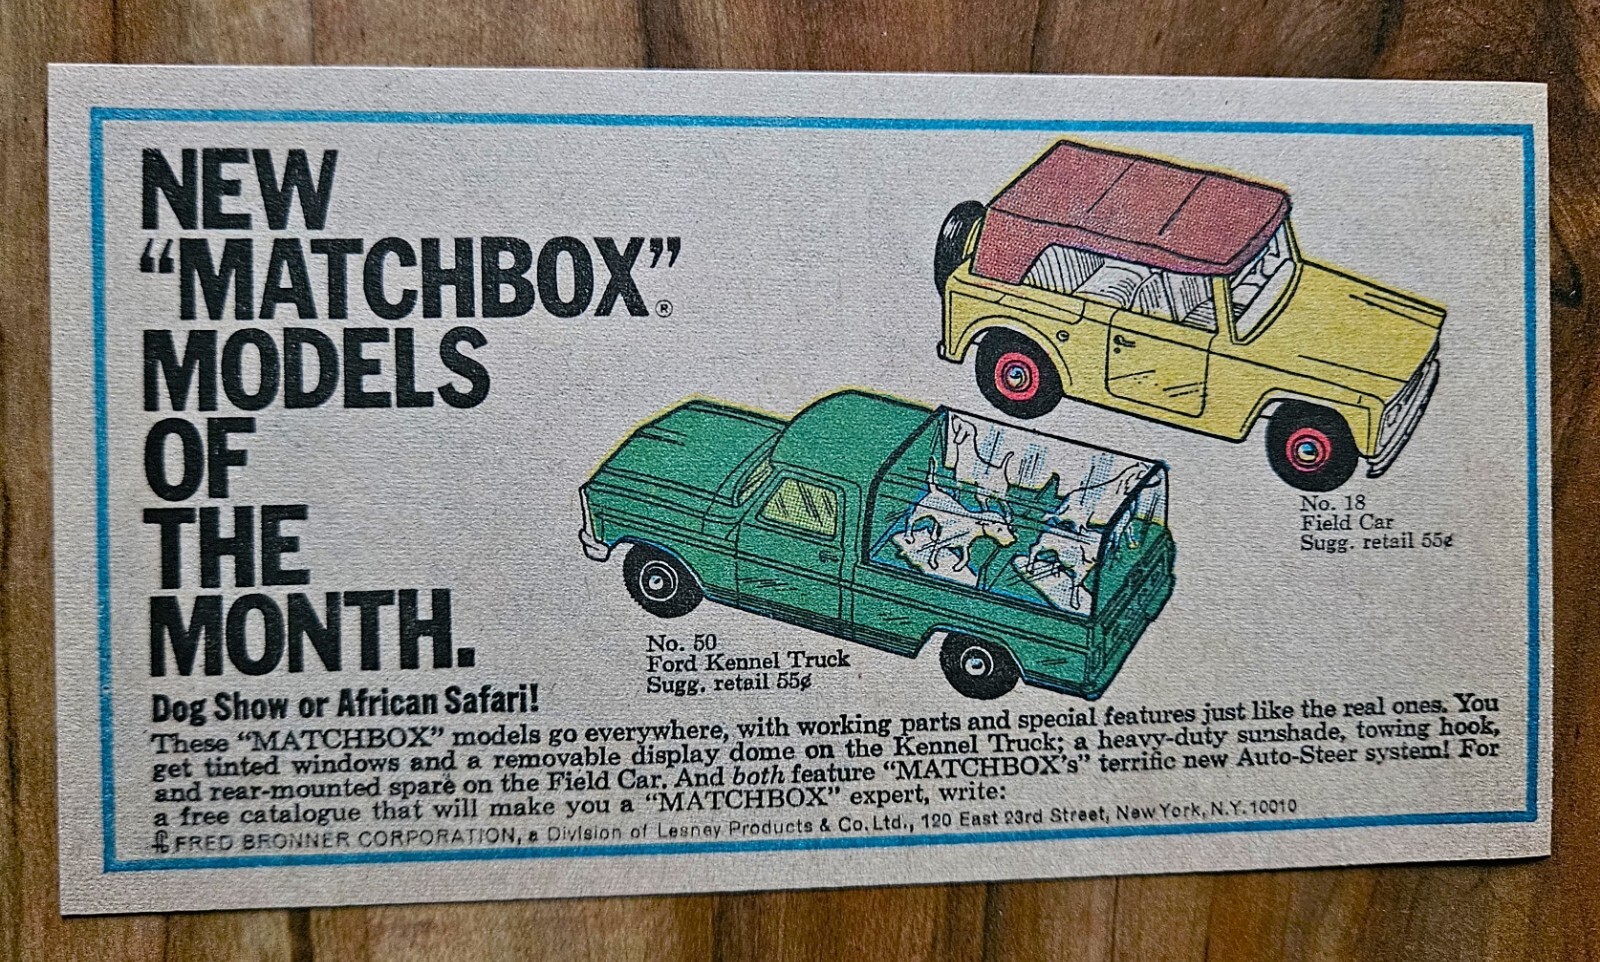 NEW
“MATCHBOX”®
MODELS
OF
THE
MONTH.
No. 18
Field Car
Sugg. retail 55¢
No. 50
Ford Kennel Truck
Sugg. retail 55¢
Dog Show or African Safari!
These “MATCHBOX” models go everywhere, with working parts and special features just like the real ones. You
get tinted windows and a removable display dome on the Kennel Truck; a heavy-duty sunshade, towing hook,
and rear-mounted spare on the Field Car. And both feature “MATCHBOX’s” terrific new Auto-Steer system! For
a free catalogue that will make you a “MATCHBOX” expert, write:
FRED BRONNER CORPORATION, a Division of Lesney Products & Co. Ltd., 120 East 23rd Street, New York, N.Y. 10010